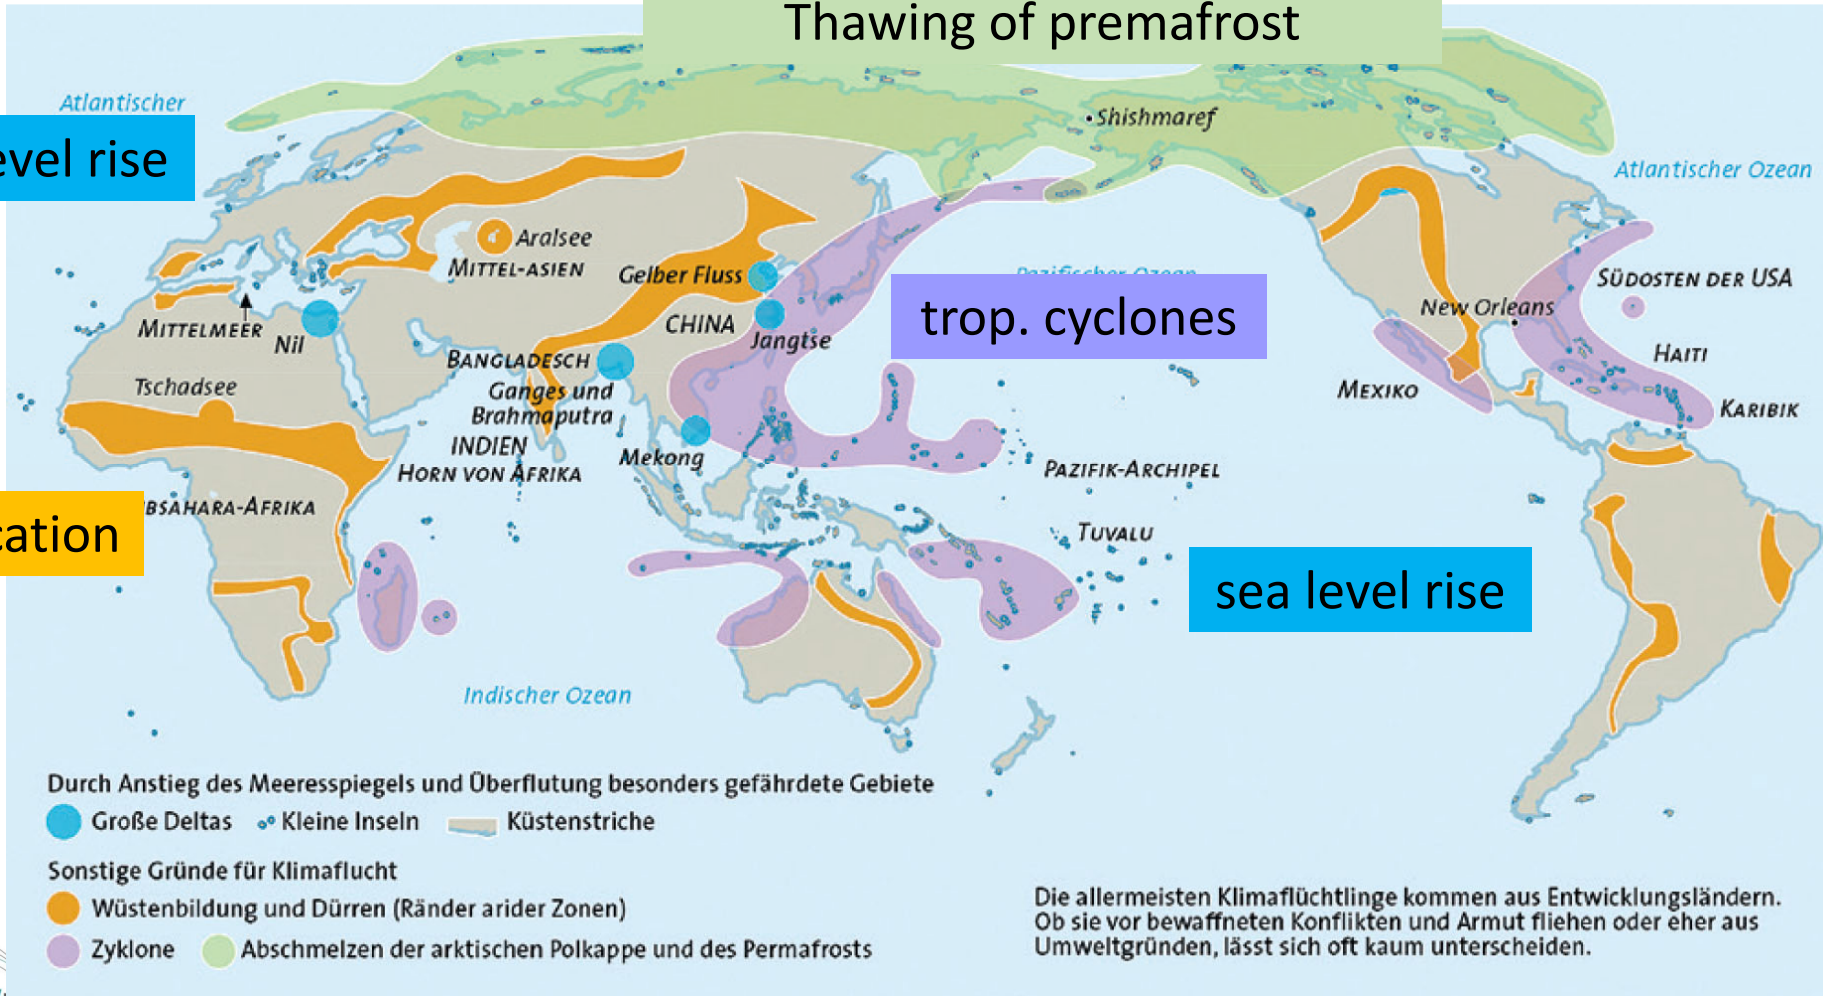 Thawing of premafrost
Atlantischer
evel rise
Shishmaref
Atlantischer Ozean
Aralsee
MITTEL-ASIEN
Gelber Fluss
Pazifischer Ozean
trop. cyclones
SÜDOSTEN DER USA
New Orleans
MITTELMEER
Nil
CHINA
Jangtse
BANGLADESCH
HAITI
Tschadsee
Ganges und
Brahmaputra
MEXIKO
KARIBIK
INDIEN
Mekong
HORN VON AFRIKA
PAZIFIK-ARCHIPEL
BSAHARA-AFRIKA
cation
TUVALU
sea level rise
Indischer Ozean
Durch Anstieg des Meeresspiegels und Überflutung besonders gefährdete Gebiete
Große Deltas Kleine Inseln Küstenstriche
Sonstige Gründe für Klimaflucht
Wüstenbildung und Dürren (Ränder arider Zonen)
Zyklone Abschmelzen der arktischen Polkappe und des Permafrosts
Die allermeisten Klimaflüchtlinge kommen aus Entwicklungsländern.
Ob sie vor bewaffneten Konflikten und Armut fliehen oder eher aus
Umweltgründen, lässt sich oft kaum unterscheiden.